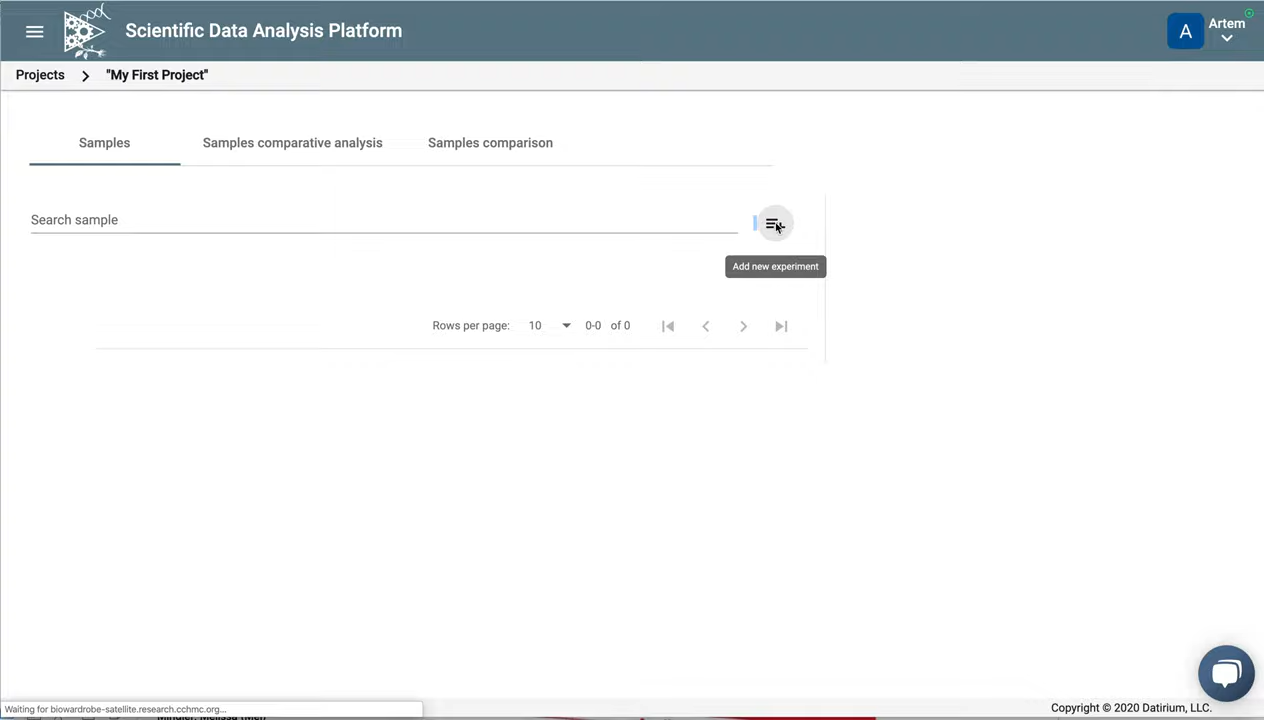 Scientific Data Analysis Platform
A
Artem
Projects
"My First Project"
Samples
Samples comparative analysis
Samples comparison
Search sample
Add new experiment
Rows per page:
10
0-0 of 0
Copyright © 2020 Datirium, LLC.
Waiting for biowardrobe-satellite.research.cchmc.org...